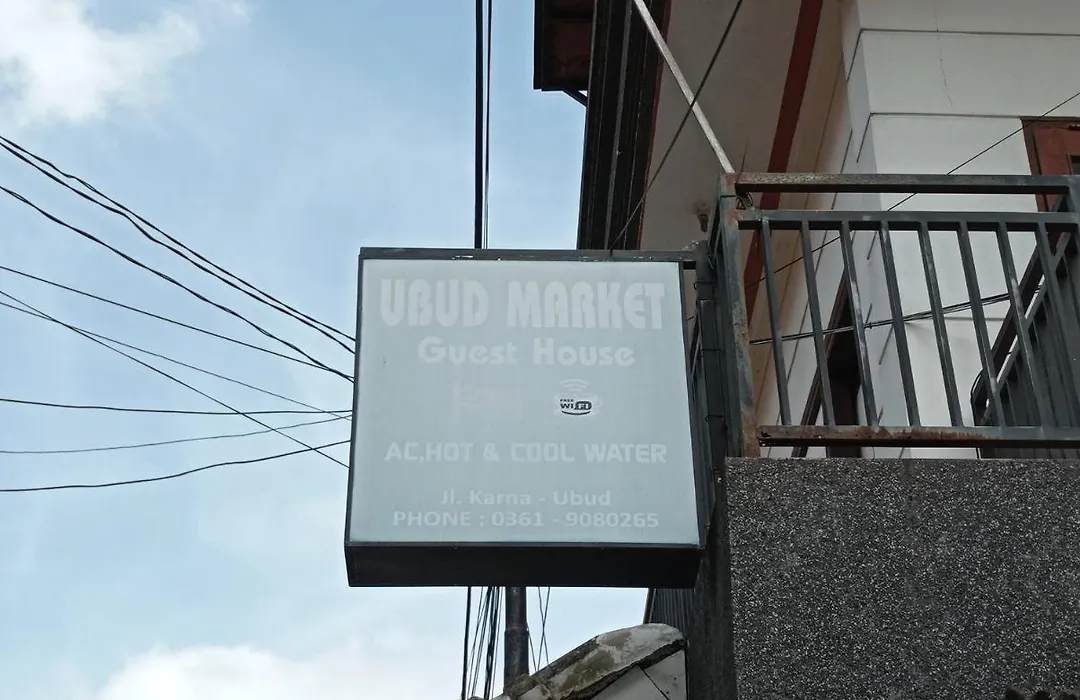 UBUD MARKET
Guest House
FREE
WiFi
AC,HOT & COOL WATER
Jl. Karna - Ubud
PHONE : 0361 - 9080265